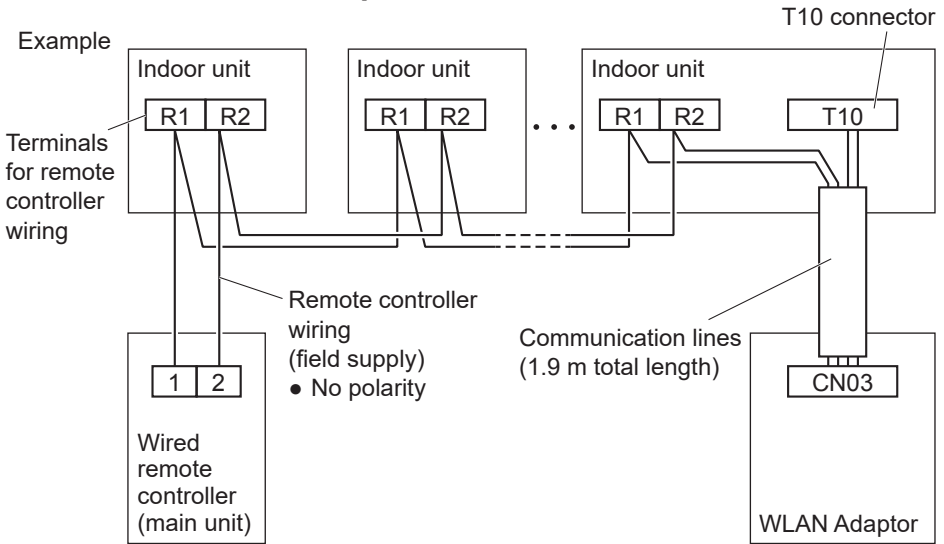 T10 connector
Example
Indoor unit
Indoor unit
Indoor unit
R1 R2
R1 R2
• • •
R1 R2
T10
Terminals
for remote
controller
wiring
Remote controller
wiring
(field supply)
● No polarity
Communication lines
(1.9 m total length)
1 2
CN03
Wired
remote
controller
(main unit)
WLAN Adaptor